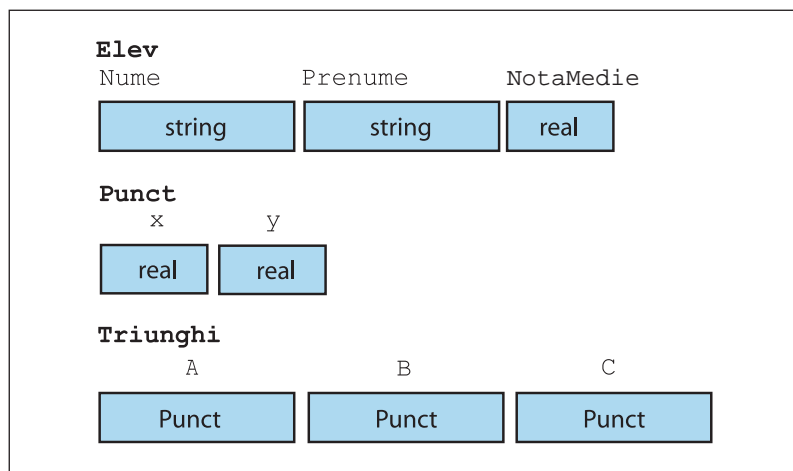 Elev
Nume Prenume NotaMedie
string string real
Punct
x y
real real
Triunghi
A B C
Punct Punct Punct